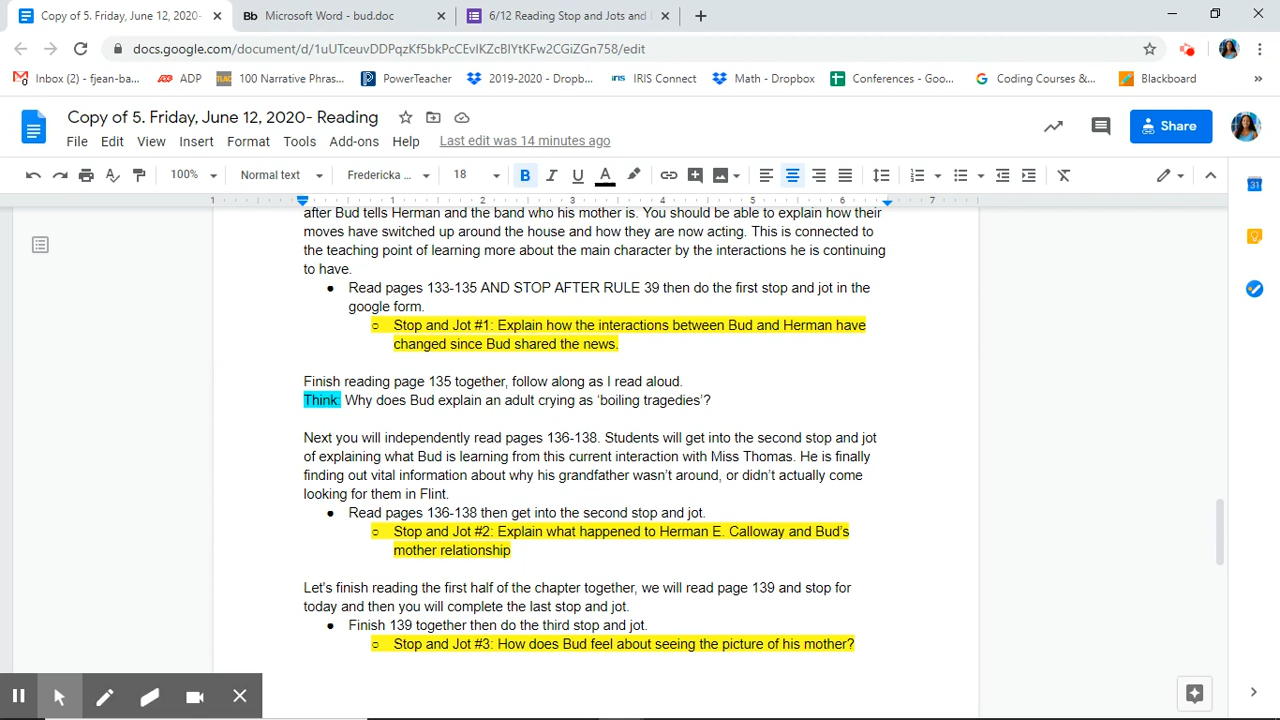 Copy of 5. Friday, June 12, 2020-
Bb Microsoft Word - bud.doc
6/12 Reading Stop and Jots and
docs.google.com/document/d/1uUTceuvDDPqzKf5bkPcCEvIKZcBlYtKFw2CGiZGn758/edit
Inbox (2) - fjean-ba...
ADP
100 Narrative Phras...
PowerTeacher
2019-2020 - Dropb...
iris IRIS Connect
Math - Dropbox
Conferences - Goo...
Coding Courses &...
Blackboard
»
Copy of 5. Friday, June 12, 2020- Reading
Share
File Edit View Insert Format Tools Add-ons Help Last edit was 14 minutes ago
100% Normal text Fredericka ... 18 B I U A
1 1 2 3 4 5 6 7
31
after Bud tells Herman and the band who his mother is. You should be able to explain how their
moves have switched up around the house and how they are now acting. This is connected to
the teaching point of learning more about the main character by the interactions he is continuing
to have.
● Read pages 133-135 AND STOP AFTER RULE 39 then do the first stop and jot in the
google form.
○ Stop and Jot #1: Explain how the interactions between Bud and Herman have
changed since Bud shared the news.
Finish reading page 135 together, follow along as I read aloud.
Think: Why does Bud explain an adult crying as ‘boiling tragedies’?
Next you will independently read pages 136-138. Students will get into the second stop and jot
of explaining what Bud is learning from this current interaction with Miss Thomas. He is finally
finding out vital information about why his grandfather wasn’t around, or didn’t actually come
looking for them in Flint.
● Read pages 136-138 then get into the second stop and jot.
○ Stop and Jot #2: Explain what happened to Herman E. Calloway and Bud’s
mother relationship
Let’s finish reading the first half of the chapter together, we will read page 139 and stop for
today and then you will complete the last stop and jot.
● Finish 139 together then do the third stop and jot.
○ Stop and Jot #3: How does Bud feel about seeing the picture of his mother?